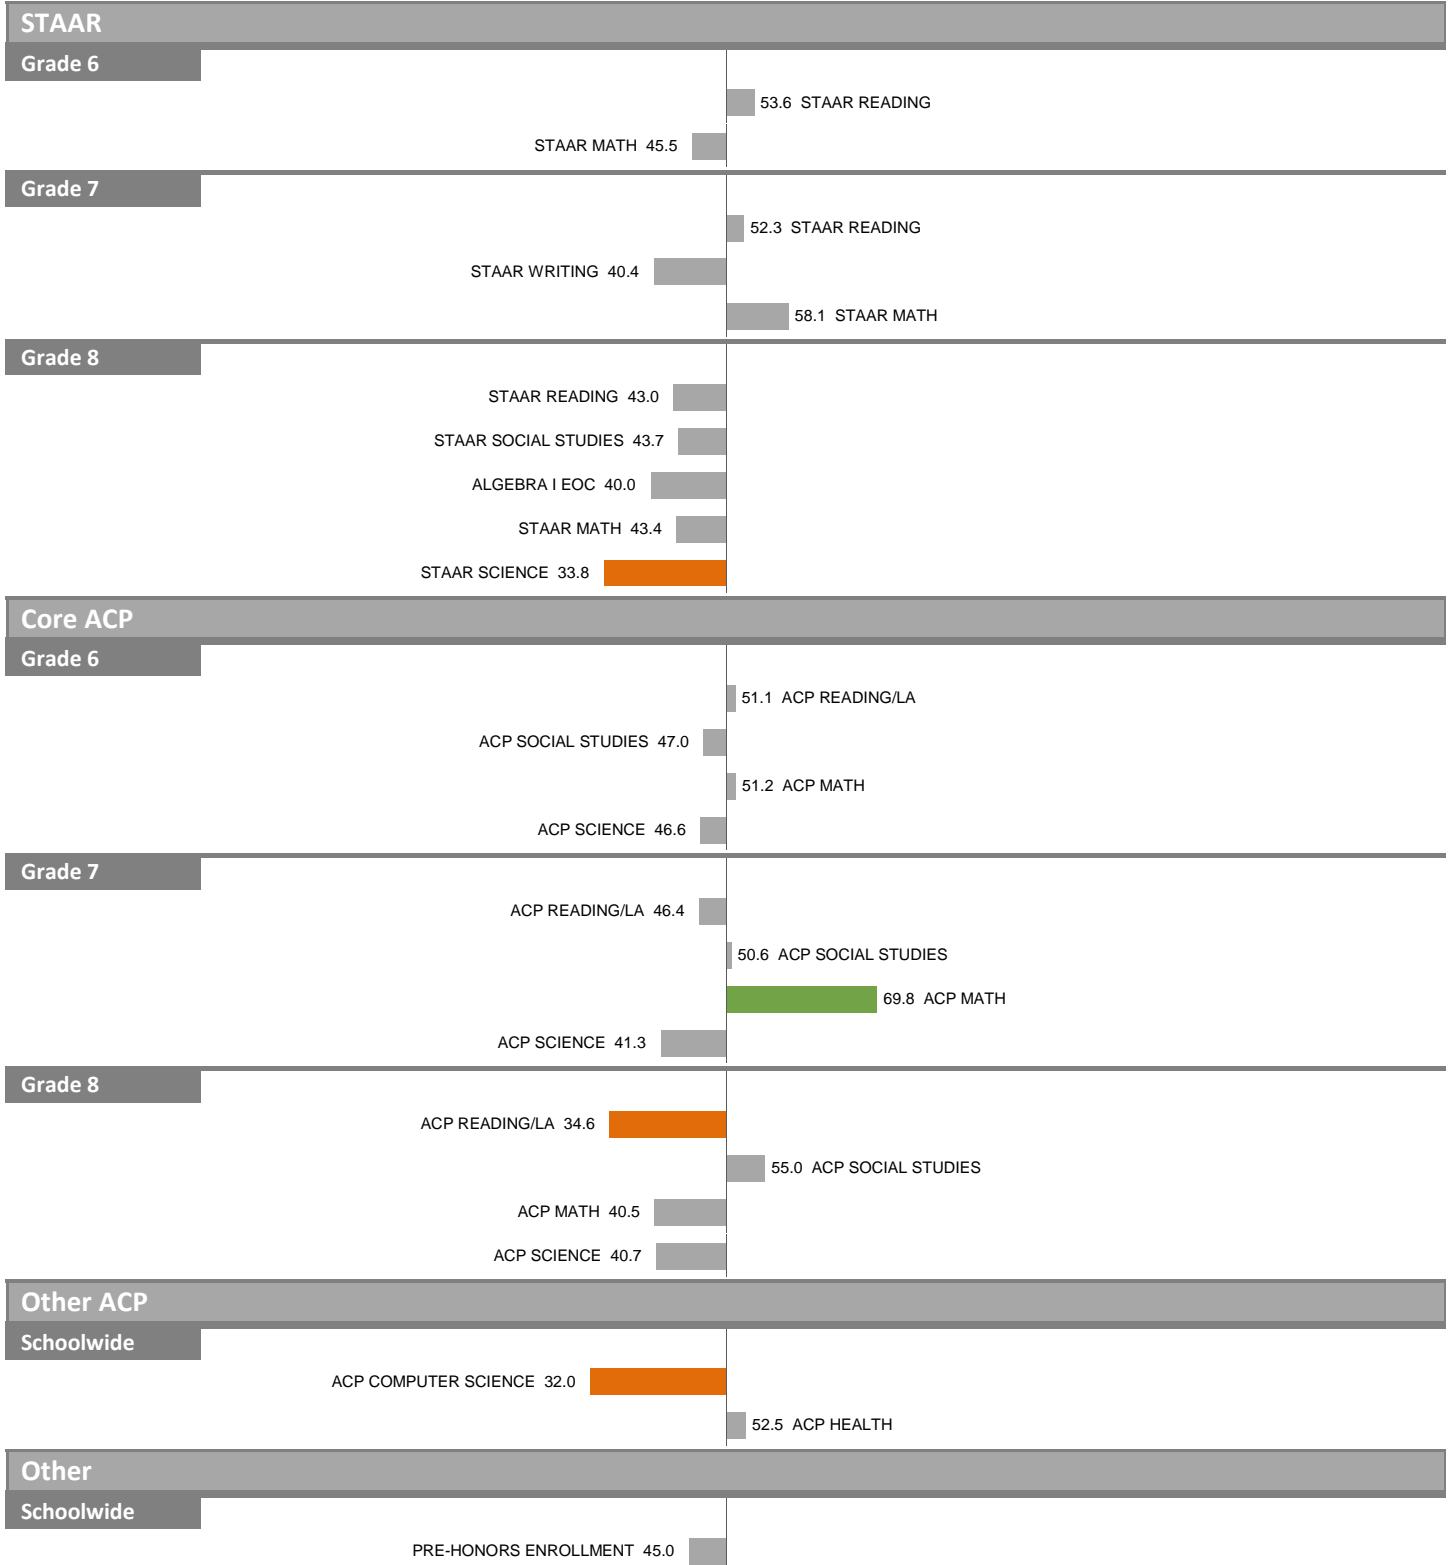 STAAR
Grade 6
53.6 STAAR READING
STAAR MATH 45.5
Grade 7
52.3 STAAR READING
STAAR WRITING 40.4
58.1 STAAR MATH
Grade 8
STAAR READING 43.0
STAAR SOCIAL STUDIES 43.7
ALGEBRA I EOC 40.0
STAAR MATH 43.4
STAAR SCIENCE 33.8
Core ACP
Grade 6
51.1 ACP READING/LA
ACP SOCIAL STUDIES 47.0
51.2 ACP MATH
ACP SCIENCE 46.6
Grade 7
ACP READING/LA 46.4
50.6 ACP SOCIAL STUDIES
69.8 ACP MATH
ACP SCIENCE 41.3
Grade 8
ACP READING/LA 34.6
55.0 ACP SOCIAL STUDIES
ACP MATH 40.5
ACP SCIENCE 40.7
Other ACP
Schoolwide
ACP COMPUTER SCIENCE 32.0
52.5 ACP HEALTH
Other
Schoolwide
PRE-HONORS ENROLLMENT 45.0